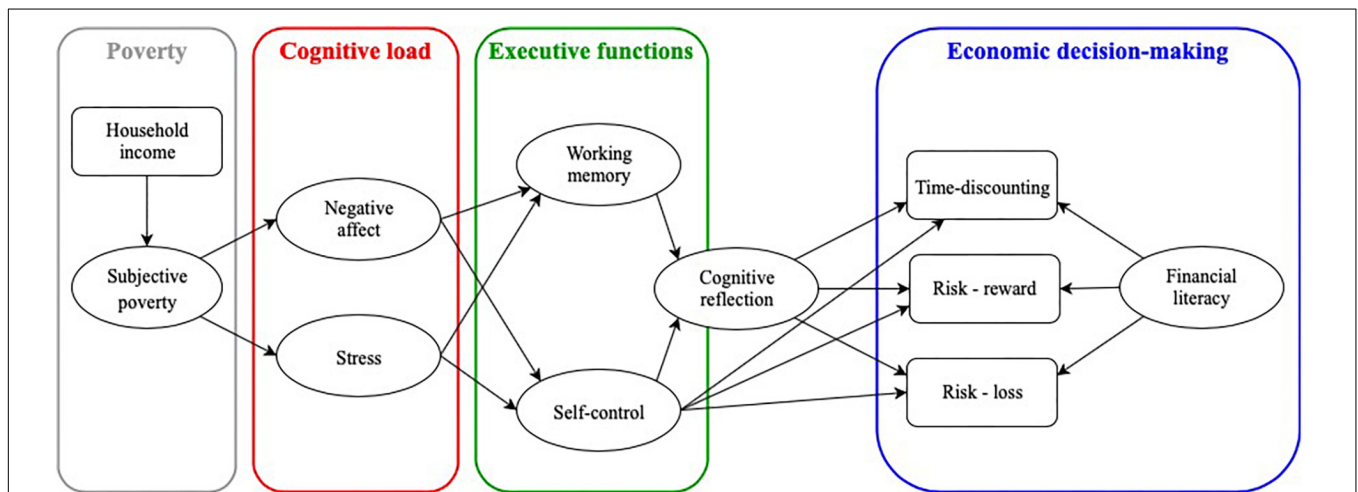 Poverty
Cognitive load
Executive functions
Economic decision-making
Household
income
Subjective
poverty
Negative
affect
Stress
Working
memory
Self-control
Cognitive
reflection
Time-discounting
Risk - reward
Risk - loss
Financial
literacy